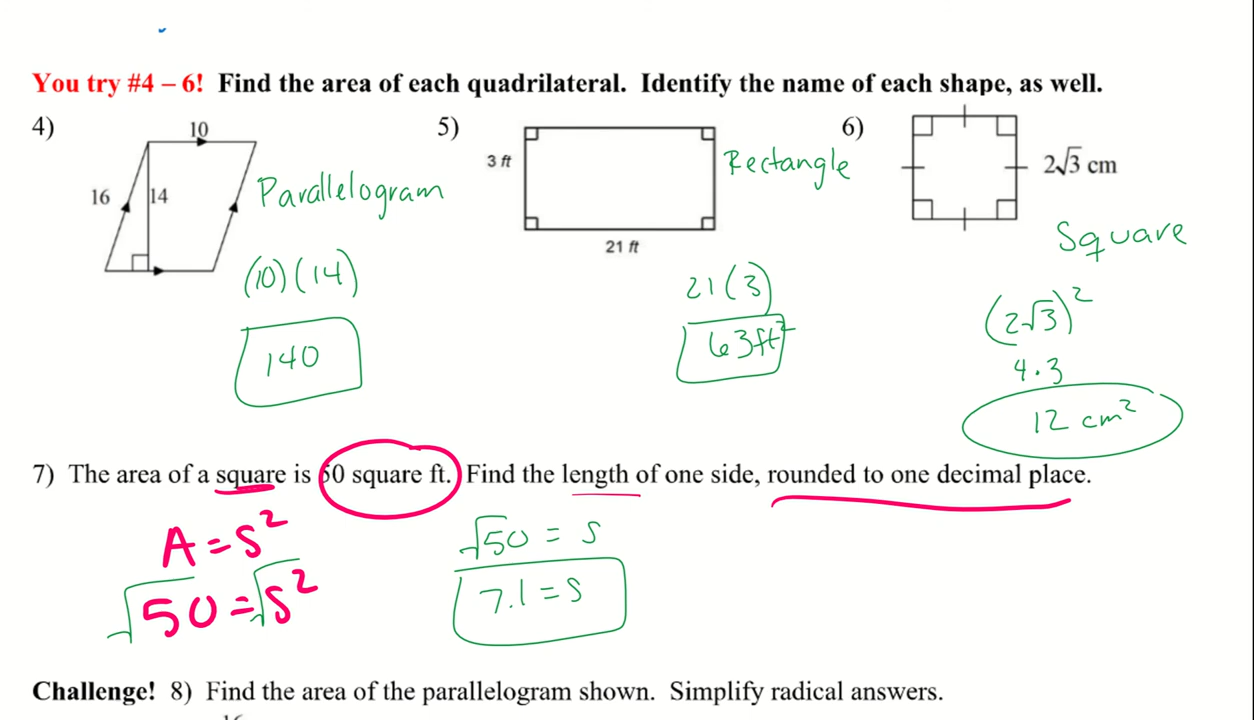 You try #4 – 6! Find the area of each quadrilateral. Identify the name of each shape, as well.
4)
10
16
14
Parallelogram
(10)(14)
140
5)
3 ft
21 ft
Rectangle
21(3)
63ft²
6)
2√3 cm
Square
(2√3)²
4·3
12 cm²
7) The area of a square is 50 square ft. Find the length of one side, rounded to one decimal place.
A = s²
√50 = √s²
√50 = s
7.1 = s
Challenge! 8) Find the area of the parallelogram shown. Simplify radical answers.